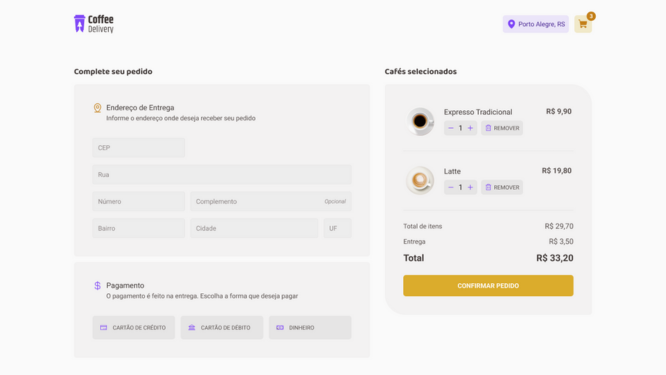 Coffee
Delivery
Porto Alegre, RS
3
Complete seu pedido
Endereço de Entrega
Informe o endereço onde deseja receber seu pedido
CEP
Rua
Número
Complemento
Opcional
Bairro
Cidade
UF
Pagamento
O pagamento é feito na entrega. Escolha a forma que deseja pagar
CARTÃO DE CRÉDITO
CARTÃO DE DÉBITO
DINHEIRO
Cafés selecionados
Expresso Tradicional R$ 9,90
1 REMOVER
Latte R$ 19,80
1 REMOVER
Total de itens R$ 29,70
Entrega R$ 3,50
Total R$ 33,20
CONFIRMAR PEDIDO